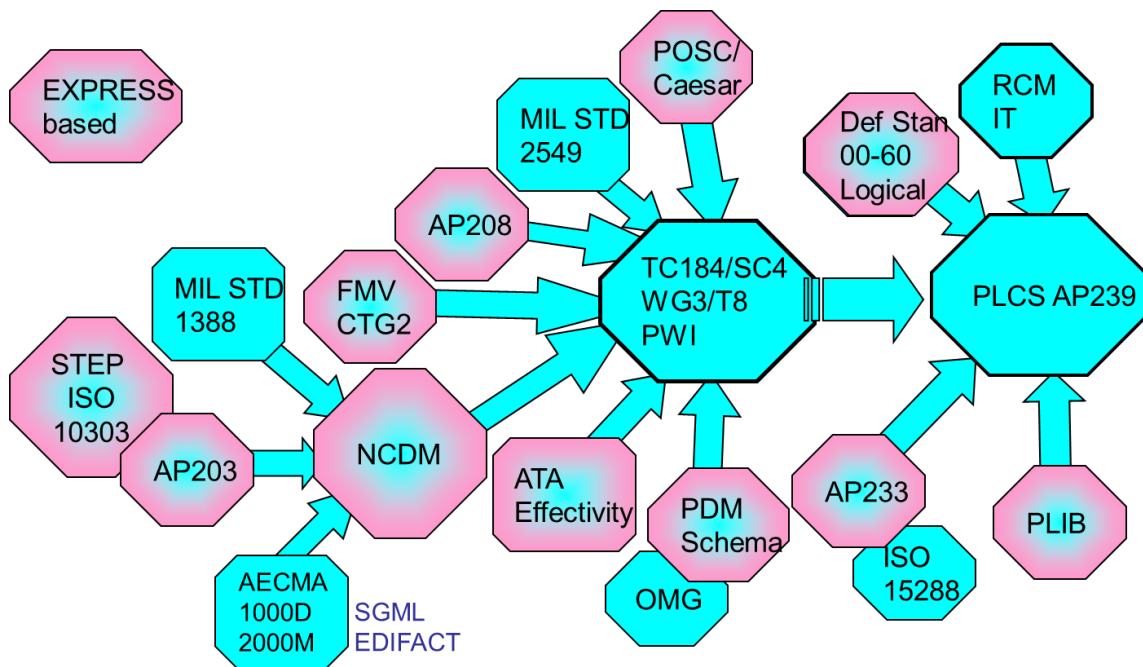 EXPRESS
based
POSC/
Caesar
MIL STD
2549
RCM
IT
Def Stan
00-60
Logical
AP208
MIL STD
1388
FMV
CTG2
TC184/SC4
WG3/T8
PWI
PLCS AP239
STEP
ISO
10303
AP203
NCDM
ATA
Effectivity
PDM
Schema
OMG
AP233
ISO
15288
PLIB
AECMA
1000D
2000M
SGML
EDIFACT